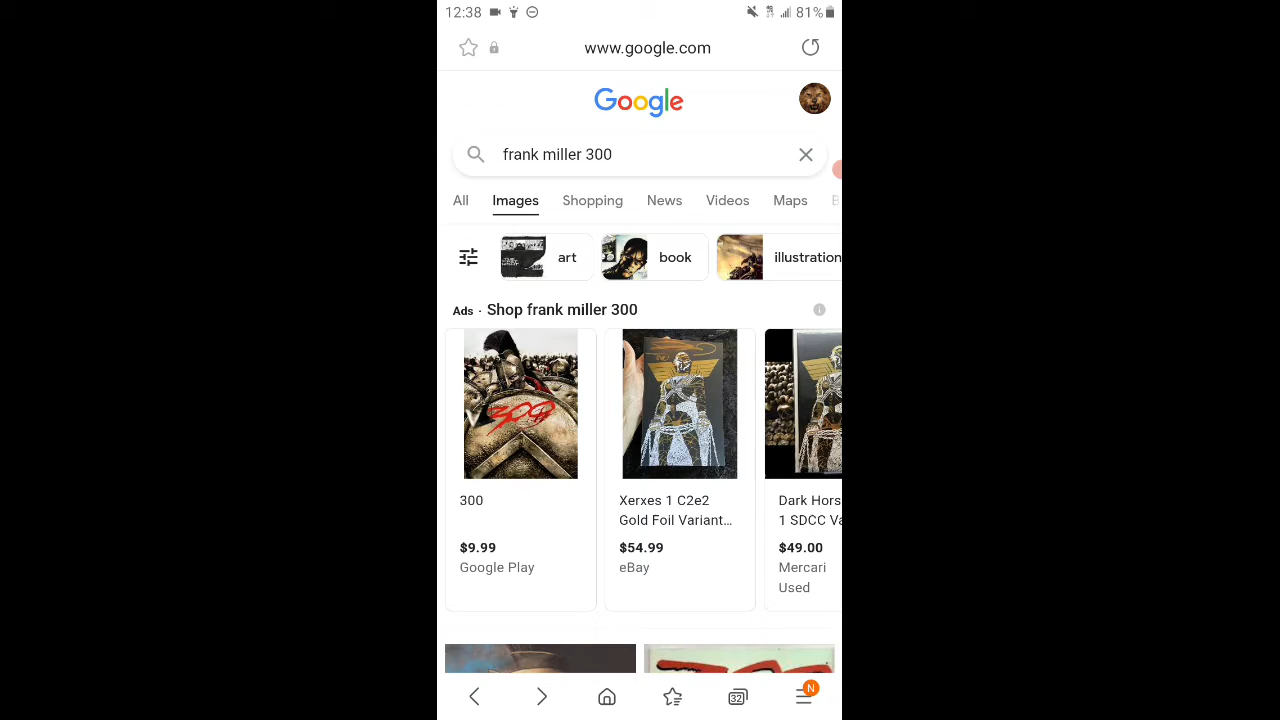 12:38 81%
www.google.com
Google
frank miller 300
All Images Shopping News Videos Maps B
art book illustration
Ads · Shop frank miller 300
300
300 Xerxes 1 C2e2 Dark Hors
Gold Foil Variant... 1 SDCC Va
$9.99 $54.99 $49.00
Google Play eBay Mercari
Used
32 N